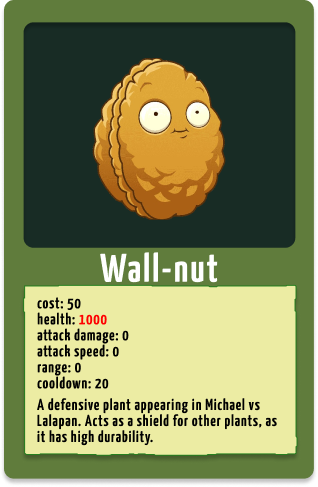 Wall-nut
cost: 50
health: 1000
attack damage: 0
attack speed: 0
range: 0
cooldown: 20
A defensive plant appearing in Michael vs
Lalapan. Acts as a shield for other plants, as
it has high durability.